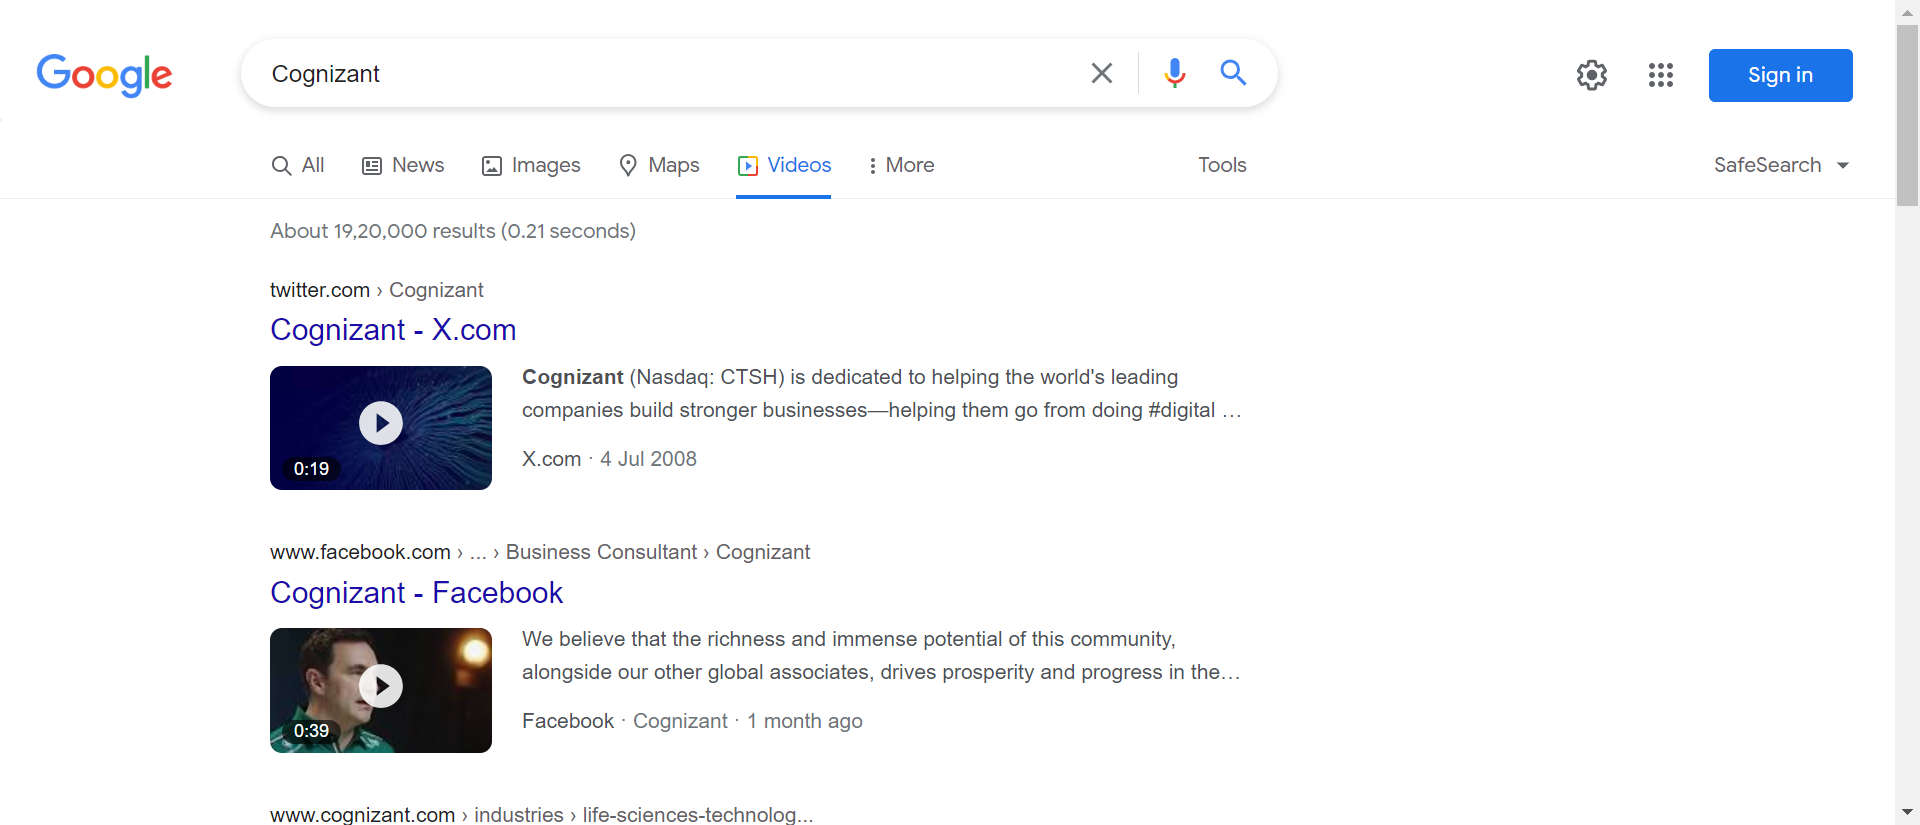 Google
Cognizant
Sign in
All
News
Images
Maps
Videos
More
Tools
SafeSearch
About 19,20,000 results (0.21 seconds)
twitter.com › Cognizant
Cognizant - X.com
0:19
Cognizant (Nasdaq: CTSH) is dedicated to helping the world's leading
companies build stronger businesses—helping them go from doing #digital ...
X.com · 4 Jul 2008
www.facebook.com › ... › Business Consultant › Cognizant
Cognizant - Facebook
0:39
We believe that the richness and immense potential of this community,
alongside our other global associates, drives prosperity and progress in the...
Facebook · Cognizant · 1 month ago
www.cognizant.com › industries › life-sciences-technolog...